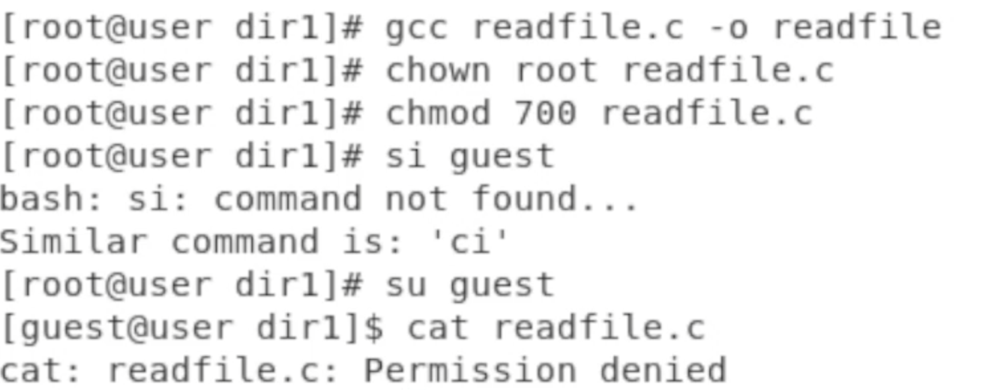 [root@user dir1]# gcc readfile.c -o readfile
[root@user dir1]# chown root readfile.c
[root@user dir1]# chmod 700 readfile.c
[root@user dir1]# si guest
bash: si: command not found...
Similar command is: 'ci'
[root@user dir1]# su guest
[guest@user dir1]$ cat readfile.c
cat: readfile.c: Permission denied